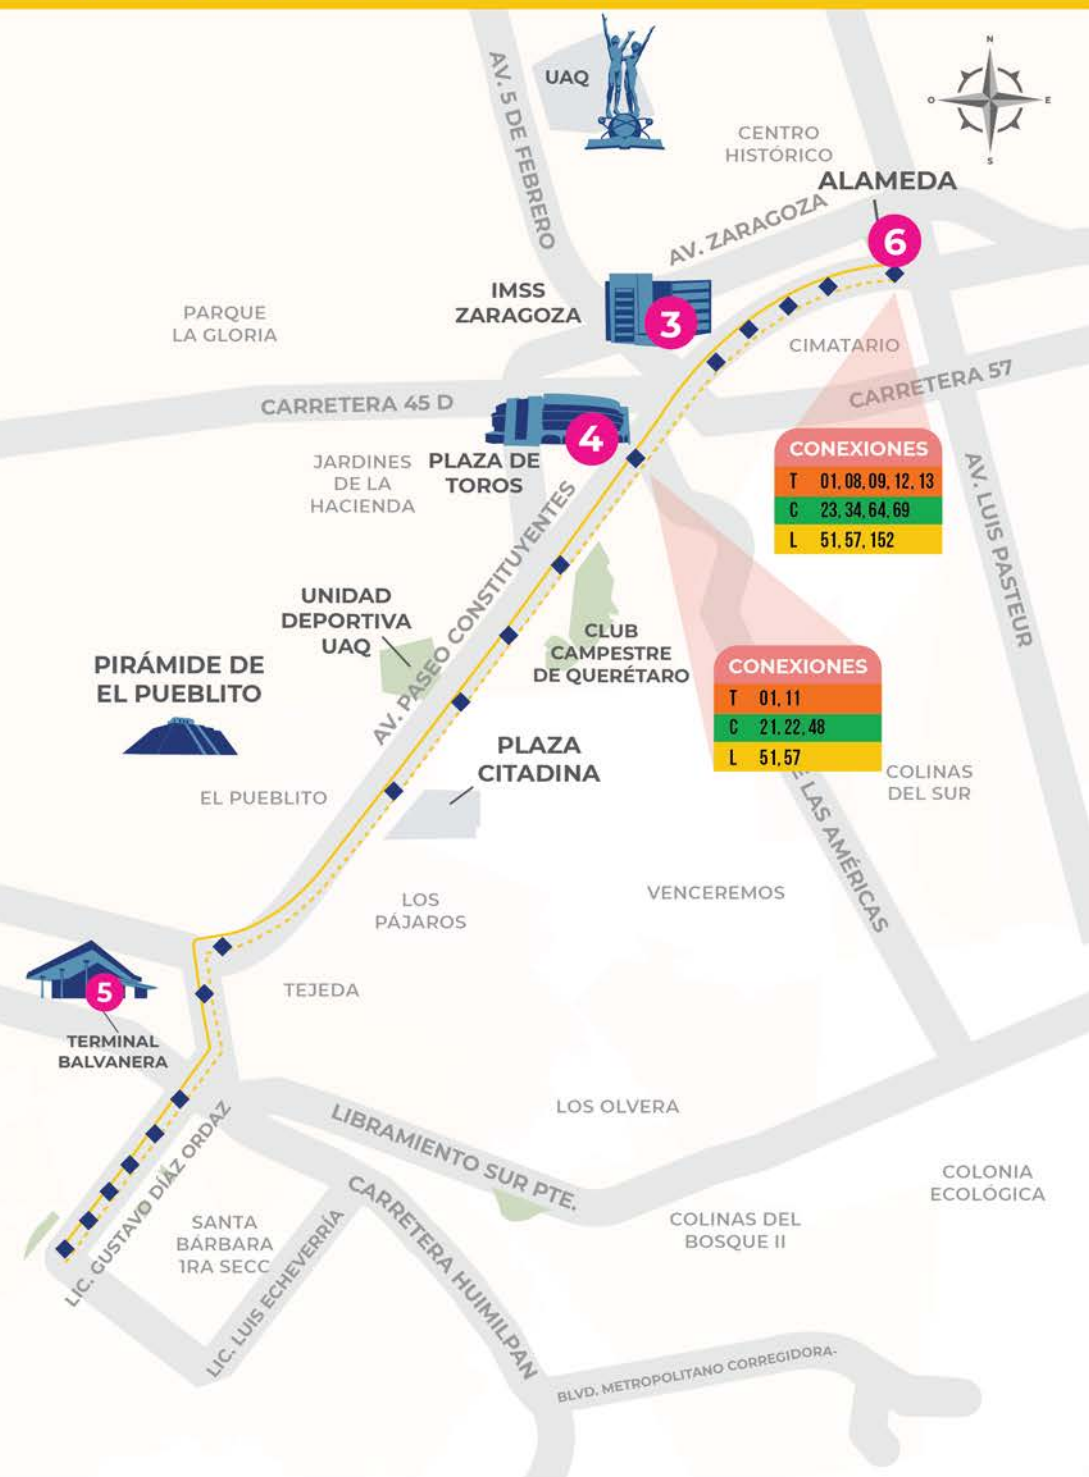 N
O
E
S
UAQ
AV. 5 DE FEBRERO
CENTRO
HISTÓRICO
ALAMEDA
AV. ZARAGOZA
6
IMSS
ZARAGOZA
3
PARQUE
LA GLORIA
CIMATARIO
CARRETERA 57
CARRETERA 45 D
4
PLAZA DE
TOROS
JARDINES
DE LA
HACIENDA
CONEXIONES
T 01, 08, 09, 12, 13
C 23, 34, 64, 69
L 51, 57, 152
AV. LUIS PASTEUR
AV. PASEO CONSTITUYENTES
UNIDAD
DEPORTIVA
UAQ
CLUB
CAMPESTRE
DE QUERÉTARO
PIRÁMIDE DE
EL PUEBLITO
CONEXIONES
T 01, 11
C 21, 22, 48
L 51, 57
PLAZA
CITADINA
COLINAS
DEL SUR
EL PUEBLITO
LAS AMÉRICAS
VENCEREMOS
LOS
PÁJAROS
5
TERMINAL
BALVANERA
TEJEDA
LOS OLVERA
LIBRAMIENTO SUR PTE.
LIC. GUSTAVO DÍAZ ORDAZ
COLONIA
ECOLÓGICA
SANTA
BÁRBARA
1RA SECC
COLINAS DEL
BOSQUE II
LIC. LUIS ECHEVERRÍA
CARRETERA HUIMILPAN
BLVD. METROPOLITANO CORREGIDORA-